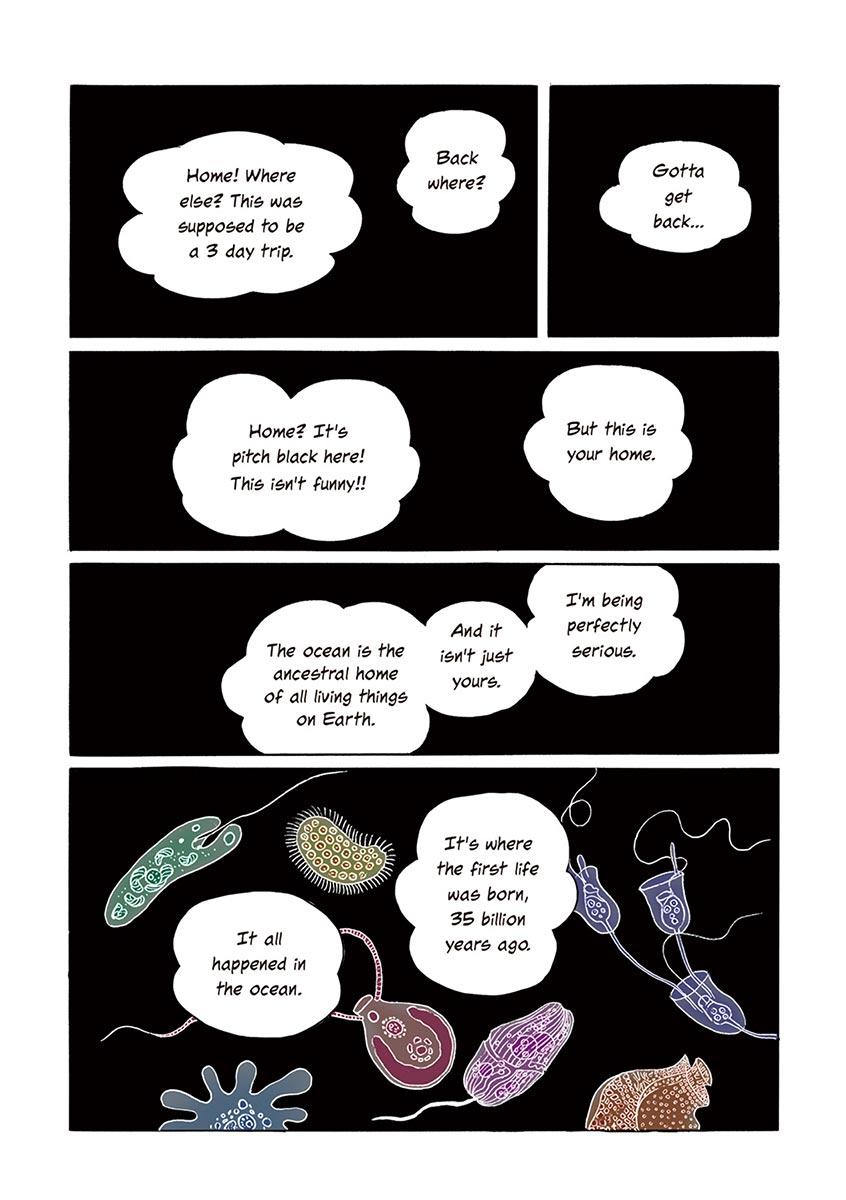 Gotta
get
back...
Back
where?
Home! Where
else? This was
supposed to be
a 3 day trip.
But this is
your home.
Home? It's
pitch black here!
This isn't funny!!
I'm being
perfectly
serious.
And it
isn't just
yours.
The ocean is the
ancestral home
of all living things
on Earth.
It's where
the first life
was born,
35 billion
years ago.
It all
happened in
the ocean.